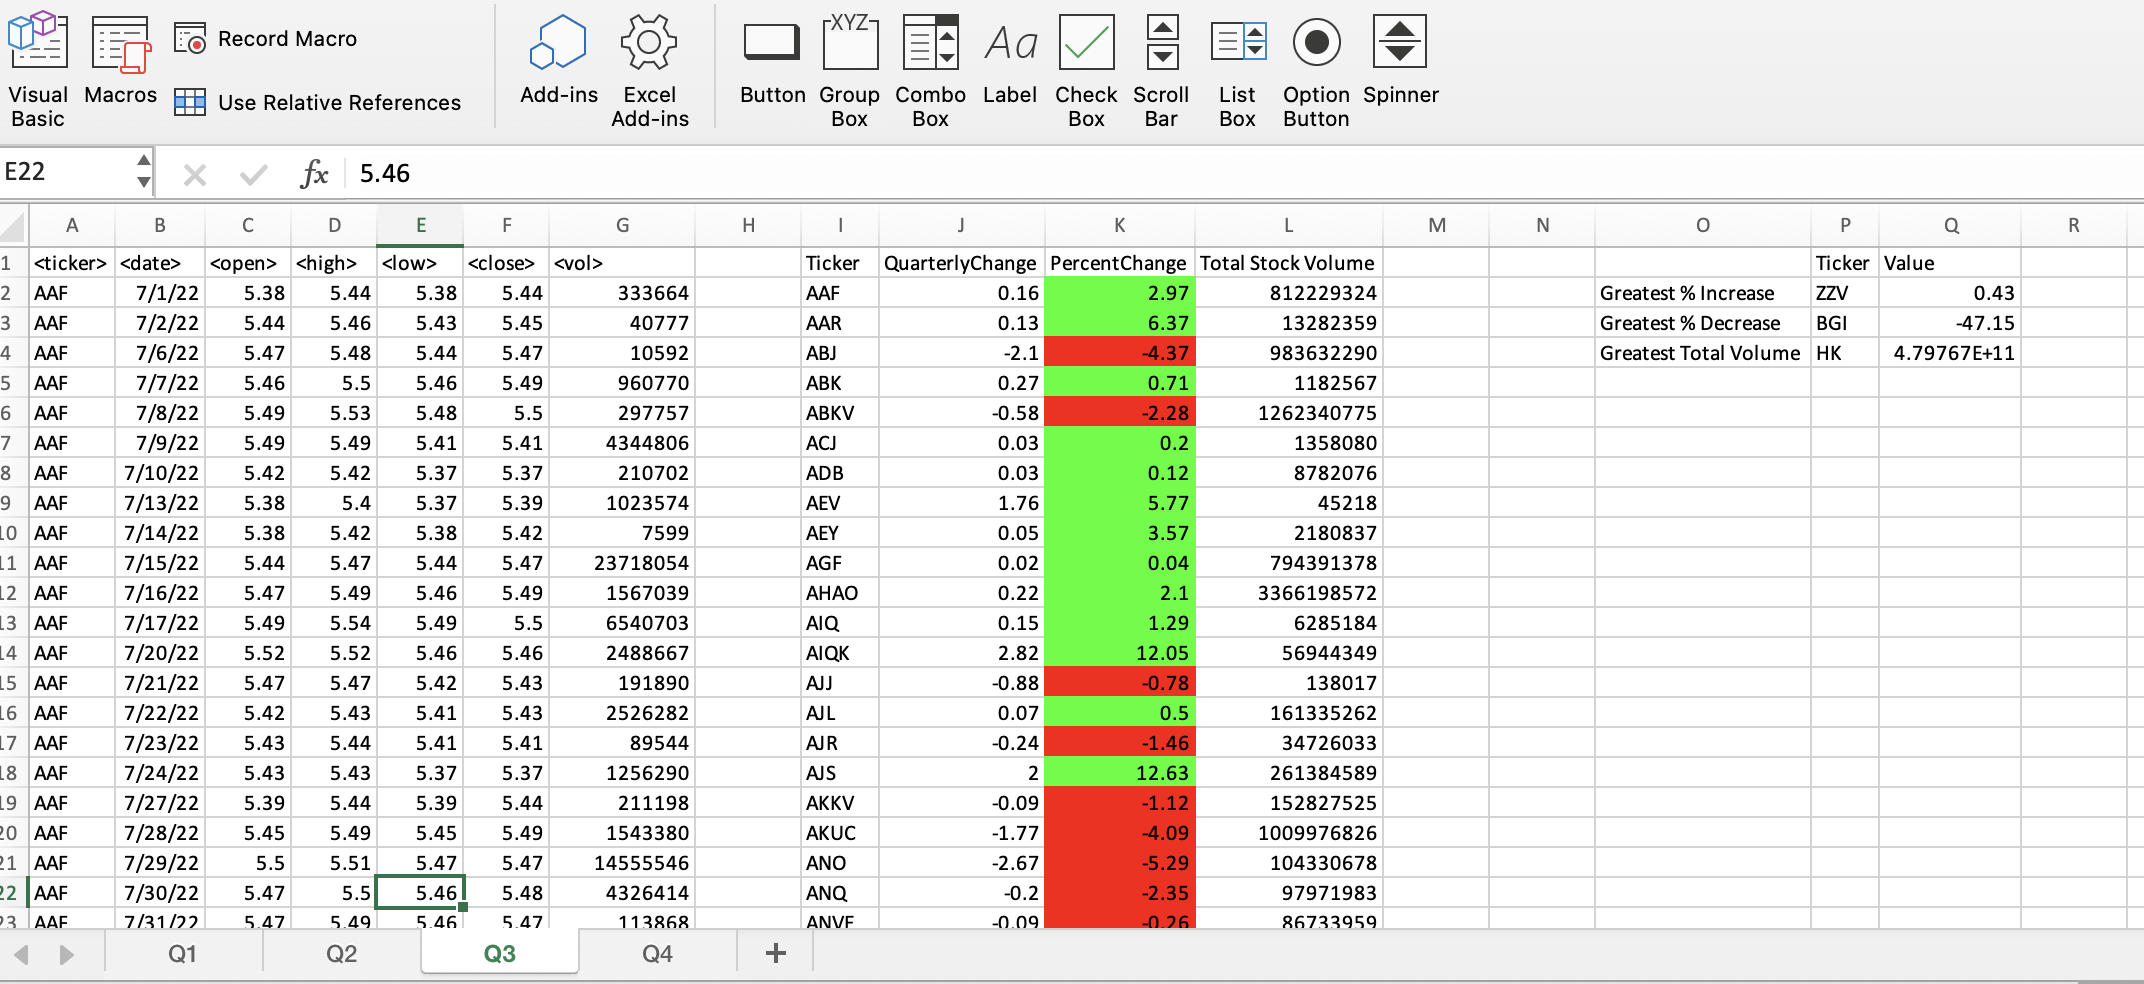 Visual Basic Macros Record Macro Use Relative References Add-ins Excel Add-ins Button XYZ Group Box Combo Box Aa Label Check Box Scroll Bar List Box Option Button Spinner
E22 fx 5.46
A B C D E F G H I J K L M N O P Q R
1 <ticker> <date> <open> <high> <low> <close> <vol> Ticker QuarterlyChange PercentChange Total Stock Volume Ticker Value
2 AAF 7/1/22 5.38 5.44 5.38 5.44 333664 AAF 0.16 2.97 812229324 Greatest % Increase ZZV 0.43
3 AAF 7/2/22 5.44 5.46 5.43 5.45 40777 AAR 0.13 6.37 13282359 Greatest % Decrease BGI -47.15
4 AAF 7/6/22 5.47 5.48 5.44 5.47 10592 ABJ -2.1 -4.37 983632290 Greatest Total Volume HK 4.79767E+11
5 AAF 7/7/22 5.46 5.5 5.46 5.49 960770 ABK 0.27 0.71 1182567
6 AAF 7/8/22 5.49 5.53 5.48 5.5 297757 ABKV -0.58 -2.28 1262340775
7 AAF 7/9/22 5.49 5.49 5.41 5.41 4344806 ACJ 0.03 0.2 1358080
8 AAF 7/10/22 5.42 5.42 5.37 5.37 210702 ADB 0.03 0.12 8782076
9 AAF 7/13/22 5.38 5.4 5.37 5.39 1023574 AEV 1.76 5.77 45218
10 AAF 7/14/22 5.38 5.42 5.38 5.42 7599 AEY 0.05 3.57 2180837
11 AAF 7/15/22 5.44 5.47 5.44 5.47 23718054 AGF 0.02 0.04 794391378
12 AAF 7/16/22 5.47 5.49 5.46 5.49 1567039 AHAO 0.22 2.1 3366198572
13 AAF 7/17/22 5.49 5.54 5.49 5.5 6540703 AIQ 0.15 1.29 6285184
14 AAF 7/20/22 5.52 5.52 5.46 5.46 2488667 AIQK 2.82 12.05 56944349
15 AAF 7/21/22 5.47 5.47 5.42 5.43 191890 AJJ -0.88 -0.78 138017
16 AAF 7/22/22 5.42 5.43 5.41 5.43 2526282 AJL 0.07 0.5 161335262
17 AAF 7/23/22 5.43 5.44 5.41 5.41 89544 AJR -0.24 -1.46 34726033
18 AAF 7/24/22 5.43 5.43 5.37 5.37 1256290 AJS 2 12.63 261384589
19 AAF 7/27/22 5.39 5.44 5.39 5.44 211198 AKKV -0.09 -1.12 152827525
20 AAF 7/28/22 5.45 5.49 5.45 5.49 1543380 AKUC -1.77 -4.09 1009976826
21 AAF 7/29/22 5.5 5.51 5.47 5.47 14555546 ANO -2.67 -5.29 104330678
22 AAF 7/30/22 5.47 5.5 5.46 5.48 4326414 ANQ -0.2 -2.35 97971983
23 AAF 7/31/22 5.47 5.49 5.46 5.47 113868 ANVF -0.09 -0.26 86733959
Q1 Q2 Q3 Q4 +